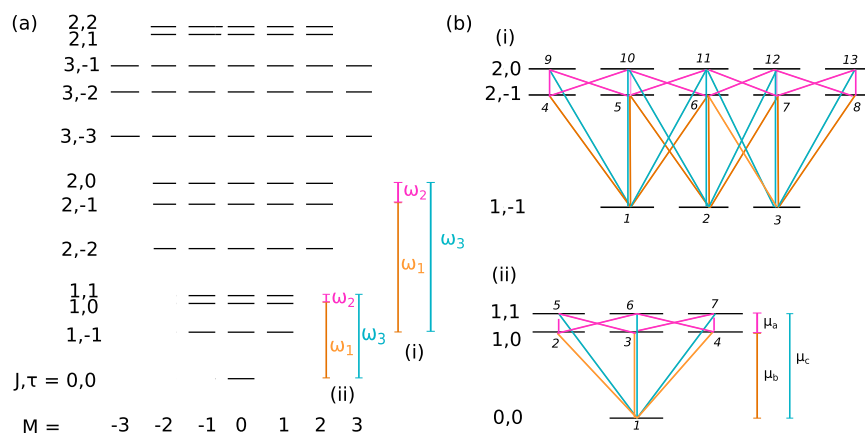 (a)
2,2
2,1
3,-1
3,-2
3,-3
2,0
2,-1
2,-2
1,1
1,0
1,-1
J,τ = 0,0
M = -3 -2 -1 0 1 2 3
ω2
ω1
ω3
(i)
ω2
ω1
ω3
(ii)
(b)
(i)
9 10 11 12 13
2,0
2,-1
4 5 6 7 8
1,-1
1 2 3
(ii)
5 6 7
1,1
1,0
2 3 4
0,0
1
μa
μb
μc